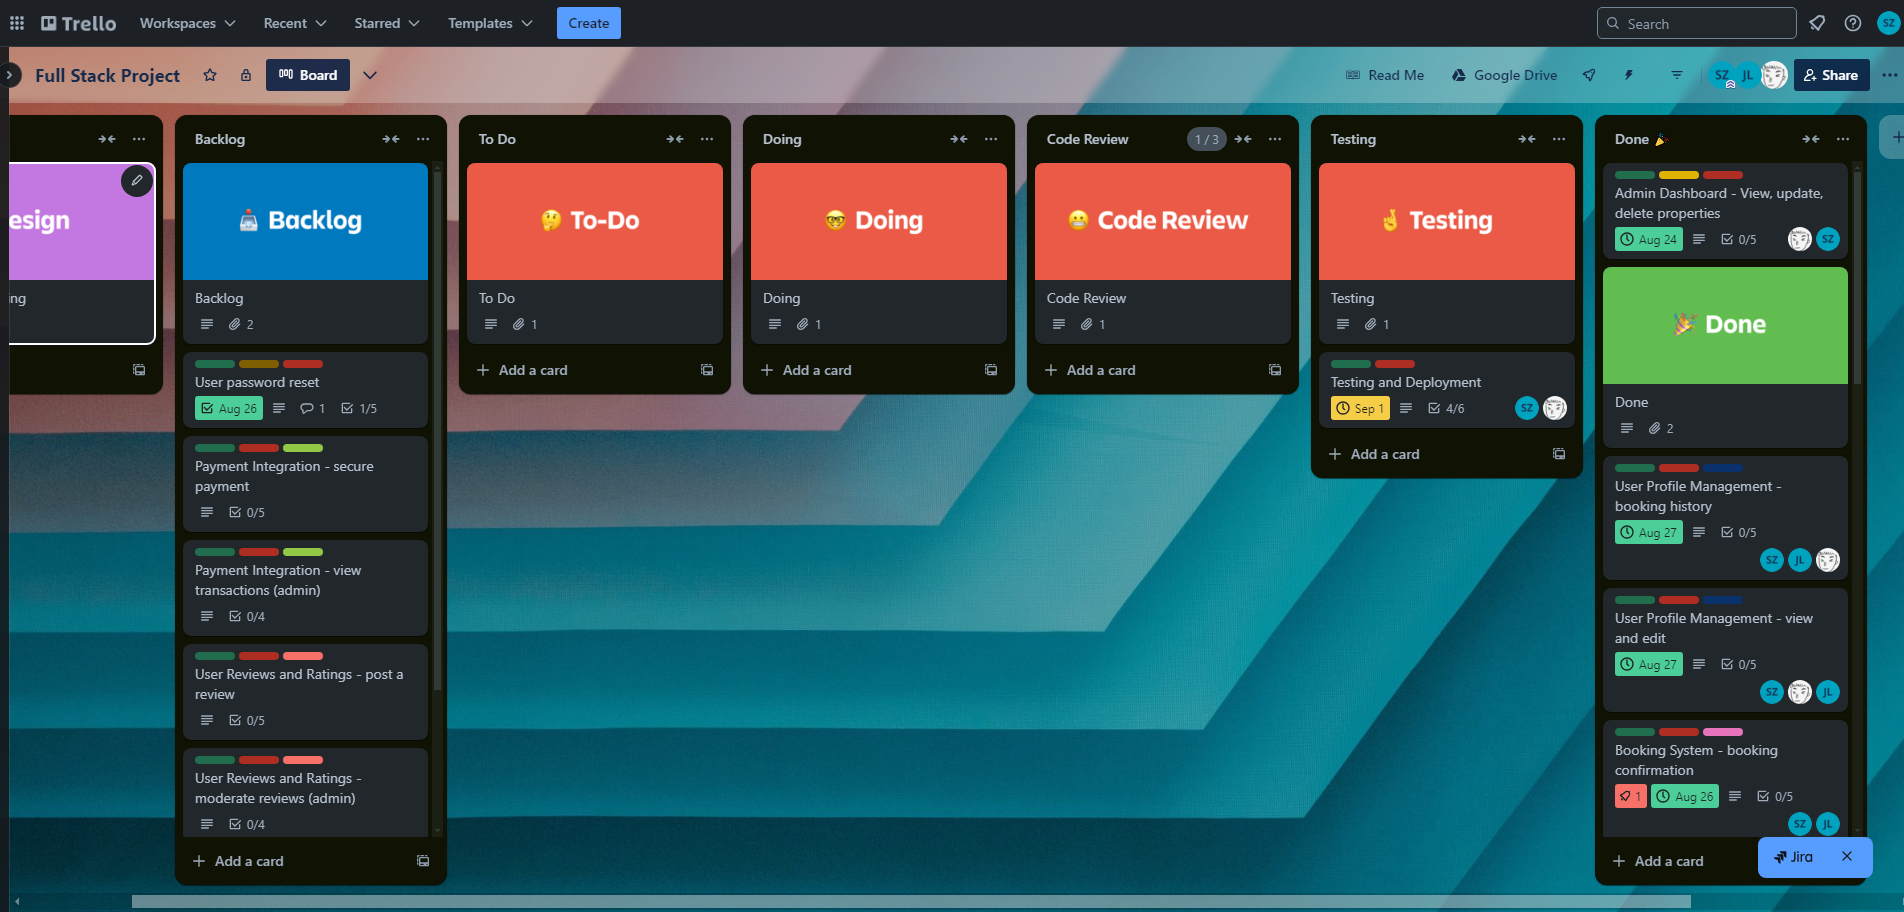 Trello
Workspaces
Recent
Starred
Templates
Create
Search
SZ
Full Stack Project
Board
Read Me
Google Drive
SZ
JL
Share
esign
ing
Backlog
Backlog
Backlog
2
User password reset
Aug 26
1
1/5
Payment Integration - secure
payment
0/5
Payment Integration - view
transactions (admin)
0/4
User Reviews and Ratings - post a
review
0/5
User Reviews and Ratings -
moderate reviews (admin)
0/4
+ Add a card
To Do
To-Do
To Do
1
+ Add a card
Doing
Doing
Doing
1
+ Add a card
Code Review
1 / 3
Code Review
Code Review
1
+ Add a card
Testing
Testing
Testing
1
Testing and Deployment
Sep 1
4/6
SZ
+ Add a card
Done
Admin Dashboard - View, update,
delete properties
Aug 24
0/5
SZ
Done
Done
2
User Profile Management -
booking history
Aug 27
0/5
SZ
JL
User Profile Management - view
and edit
Aug 27
0/5
SZ
JL
Booking System - booking
confirmation
1
Aug 26
0/5
SZ
JL
+ Add a card
Jira